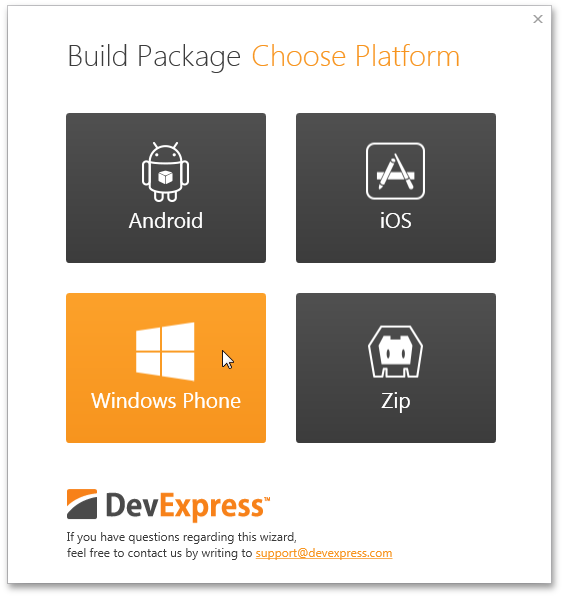 Build Package Choose Platform
Android
iOS
Windows Phone
Zip
DevExpress™
If you have questions regarding this wizard,
feel free to contact us by writing to support@devexpress.com